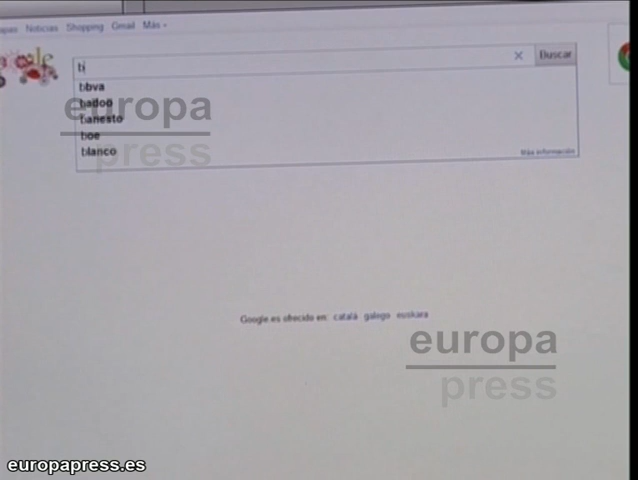 Noticias Shopping Gmail Más
b
Buscar
bbva
badoo
banesto
boe
blanco
Más información
europa
press
Google.es ofrecido en: català galego euskara
europa
press
europapress.es